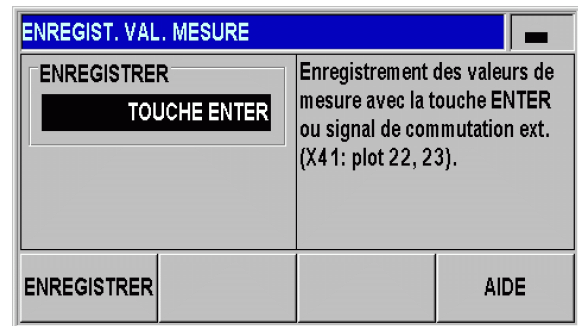 ENREGIST. VAL. MESURE
ENREGISTRER
TOUCHE ENTER
Enregistrement des valeurs de
mesure avec la touche ENTER
ou signal de commutation ext.
(X41: plot 22, 23).
ENREGISTRER
AIDE